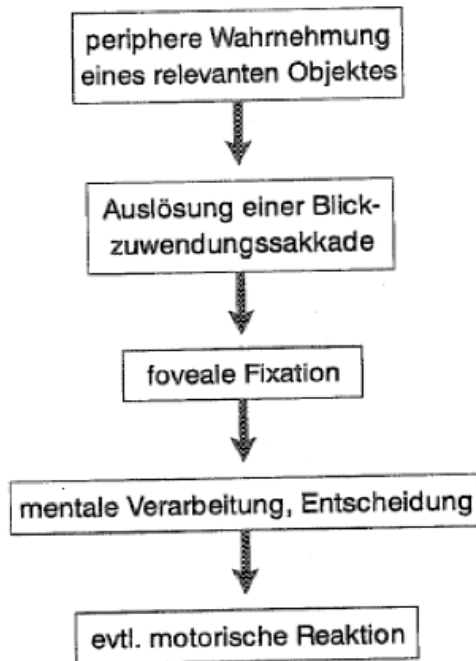 periphere Wahrnehmung
eines relevanten Objektes
Auslösung einer Blick-
zuwendungssakkade
foveale Fixation
mentale Verarbeitung, Entscheidung
evtl. motorische Reaktion